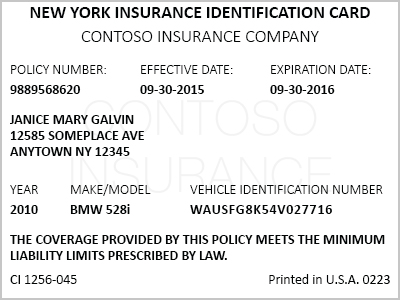 NEW YORK INSURANCE IDENTIFICATION CARD
CONTOSO INSURANCE COMPANY
POLICY NUMBER: EFFECTIVE DATE: EXPIRATION DATE:
9889568620 09-30-2015 09-30-2016
CONTOSO
INSURANCE
JANICE MARY GALVIN
12585 SOMEPLACE AVE
ANYTOWN NY 12345
YEAR MAKE/MODEL VEHICLE IDENTIFICATION NUMBER
2010 BMW 528i WAUSFG8K54V027716
THE COVERAGE PROVIDED BY THIS POLICY MEETS THE MINIMUM
LIABILITY LIMITS PRESCRIBED BY LAW.
CI 1256-045 Printed in U.S.A. 0223